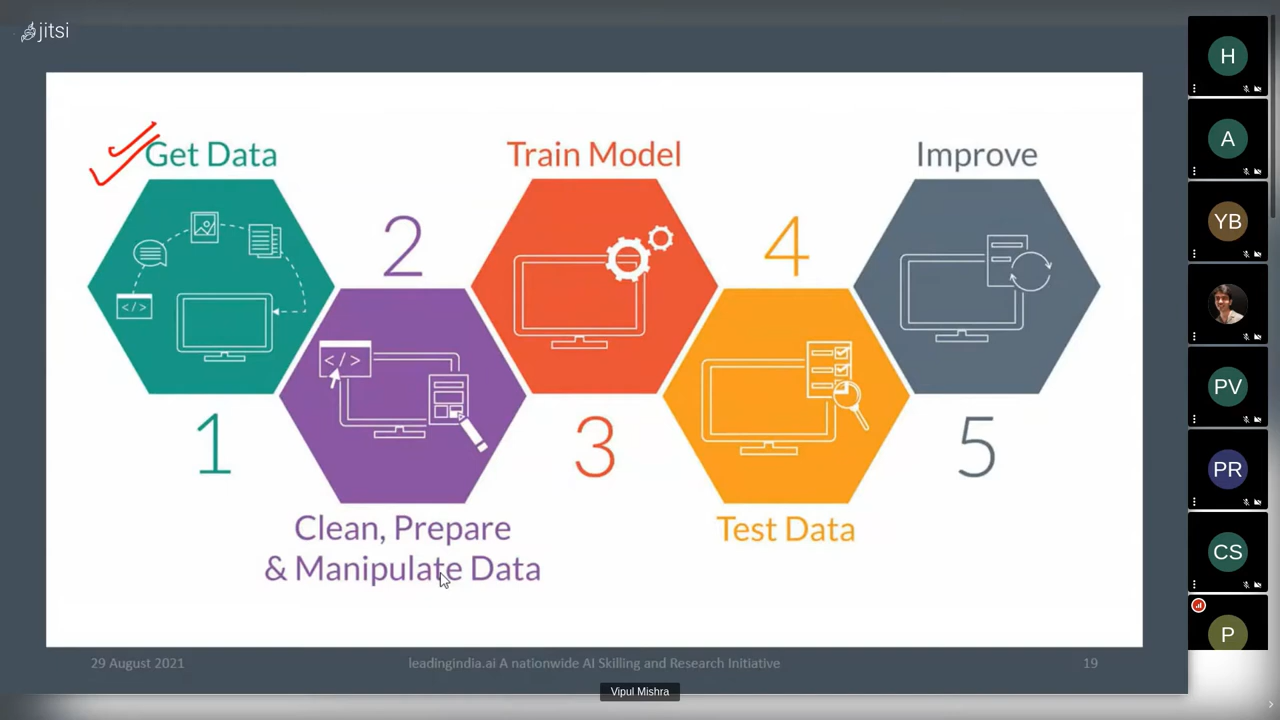 jitsi
Get Data
Train Model
Improve
2
4
</>
</>
1
3
5
Clean, Prepare
& Manipulate Data
Test Data
29 August 2021
leadingindia.ai A nationwide AI Skilling and Research Initiative
19
Vipul Mishra
H
A
YB
PV
PR
CS
P